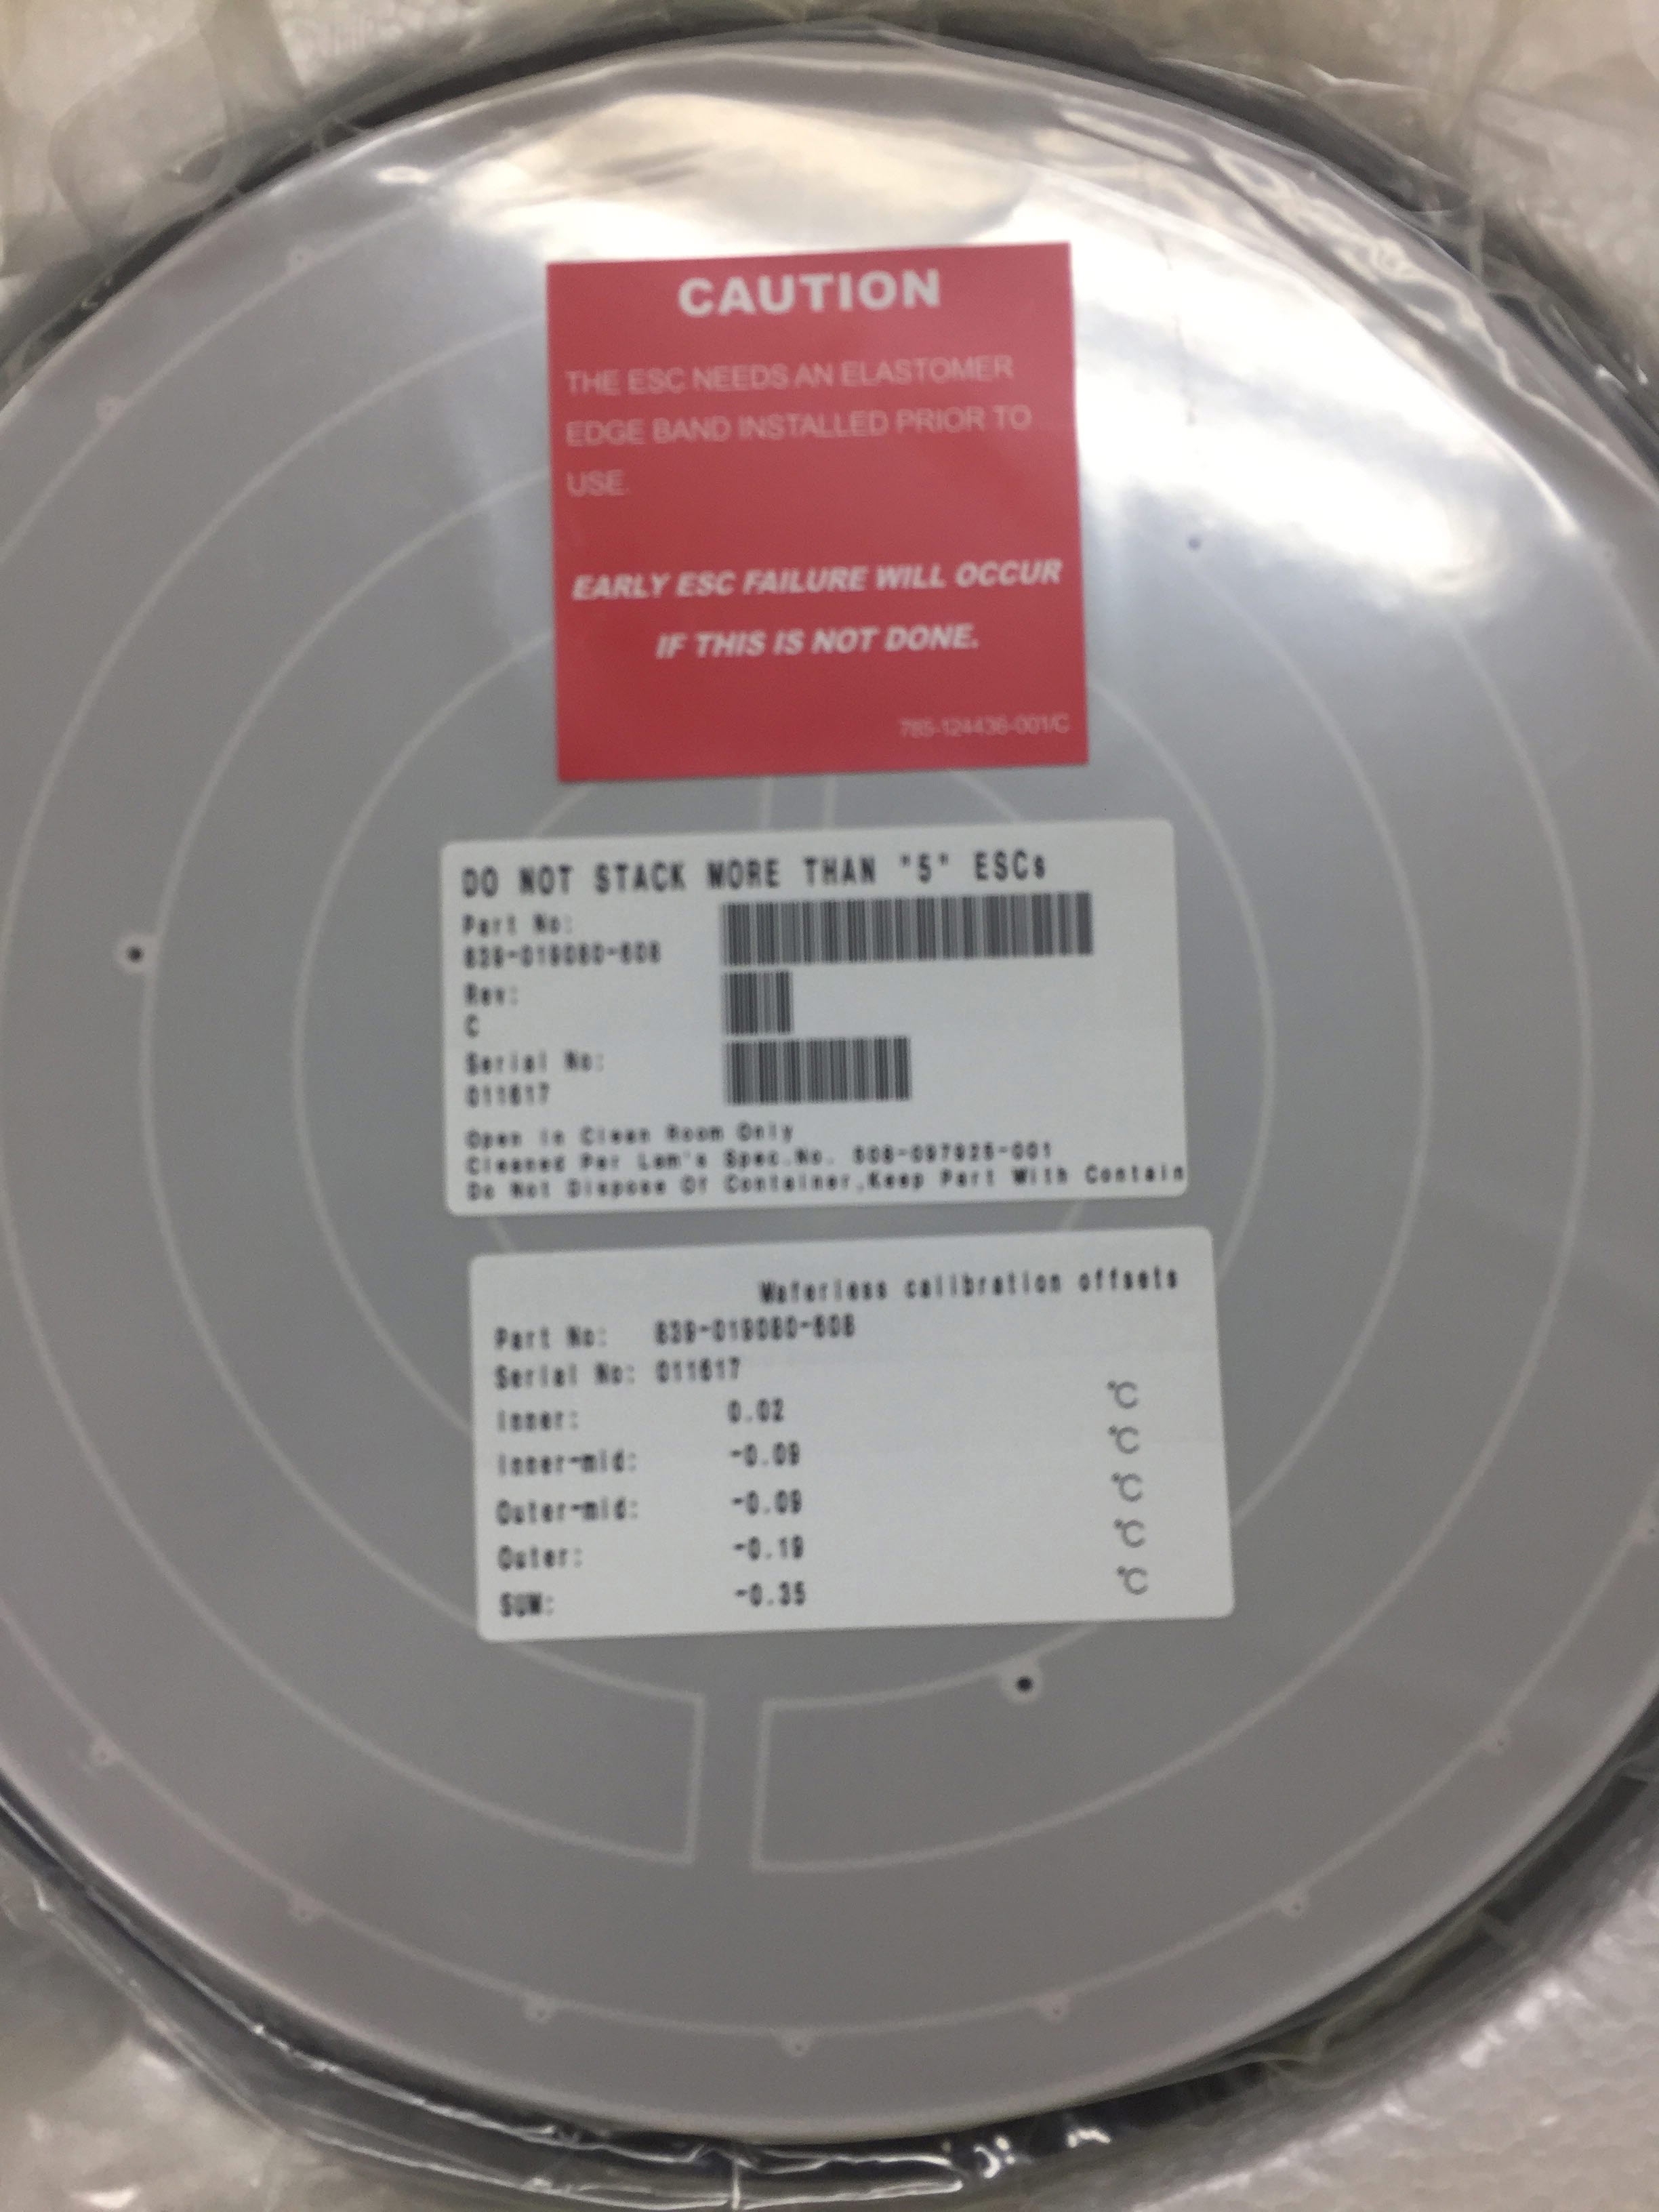 CAUTION
THE ESC NEEDS AN ELASTOMER
EDGE BAND INSTALLED PRIOR TO
USE.
EARLY ESC FAILURE WILL OCCUR
IF THIS IS NOT DONE.
785-124436-001/C
DO NOT STACK MORE THAN "5" ESCs
Part No:
839-019080-608
Rev:
C
Serial No:
011617
Open in Clean Room Only
Cleaned Per Lam's Spec.No. 608-097925-001
Do Not Dispose Of Container,Keep Part With Contain
Waferless calibration offsets
Part No: 839-019080-608
Serial No: 011617
Inner: 0.02 °C
Inner-mid: -0.09 °C
Outer-mid: -0.09 °C
Outer: -0.19 °C
SUM: -0.35 °C